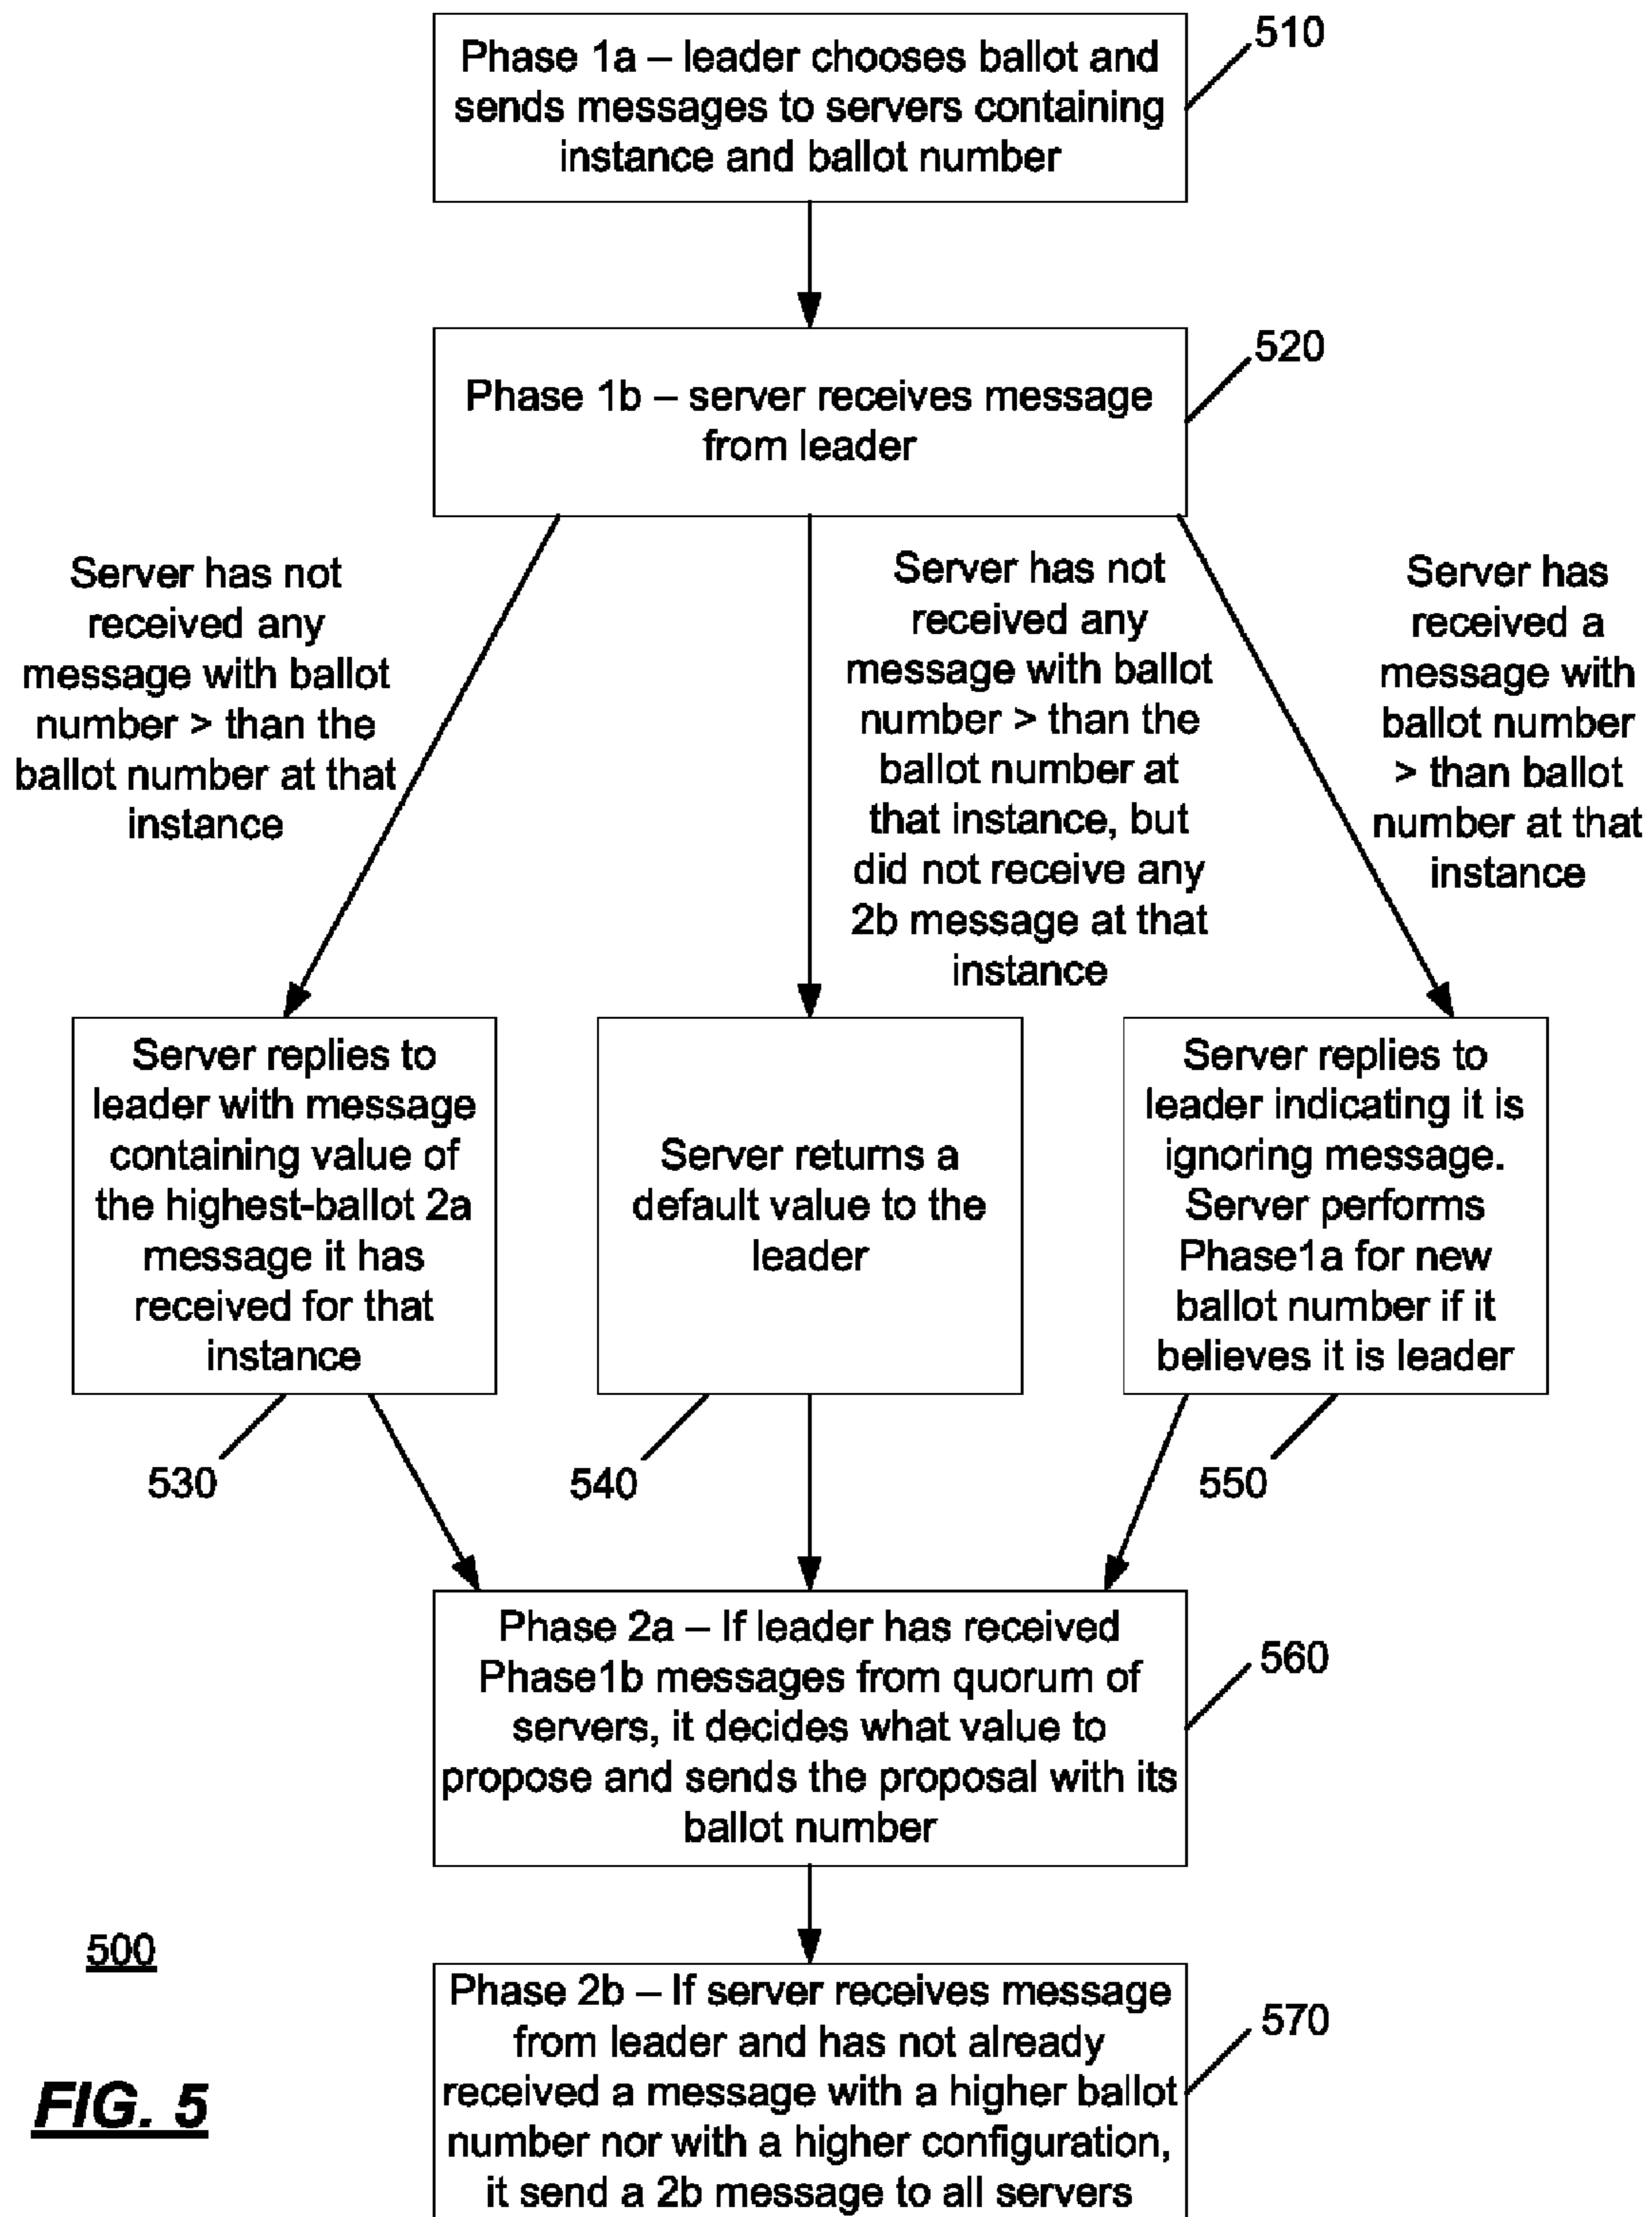 Phase 1a – leader chooses ballot and
sends messages to servers containing
instance and ballot number
510
Phase 1b – server receives message
from leader
520
Server has not
received any
message with ballot
number > than the
ballot number at that
instance
Server has not
received any
message with ballot
number > than the
ballot number at
that instance, but
did not receive any
2b message at that
instance
Server has
received a
message with
ballot number
> than ballot
number at that
instance
Server replies to
leader with message
containing value of
the highest-ballot 2a
message it has
received for that
instance
530
Server returns a
default value to the
leader
540
Server replies to
leader indicating it is
ignoring message.
Server performs
Phase1a for new
ballot number if it
believes it is leader
550
Phase 2a – If leader has received
Phase1b messages from quorum of
servers, it decides what value to
propose and sends the proposal with its
ballot number
560
Phase 2b – If server receives message
from leader and has not already
received a message with a higher ballot
number nor with a higher configuration,
it send a 2b message to all servers
570
500
FIG. 5